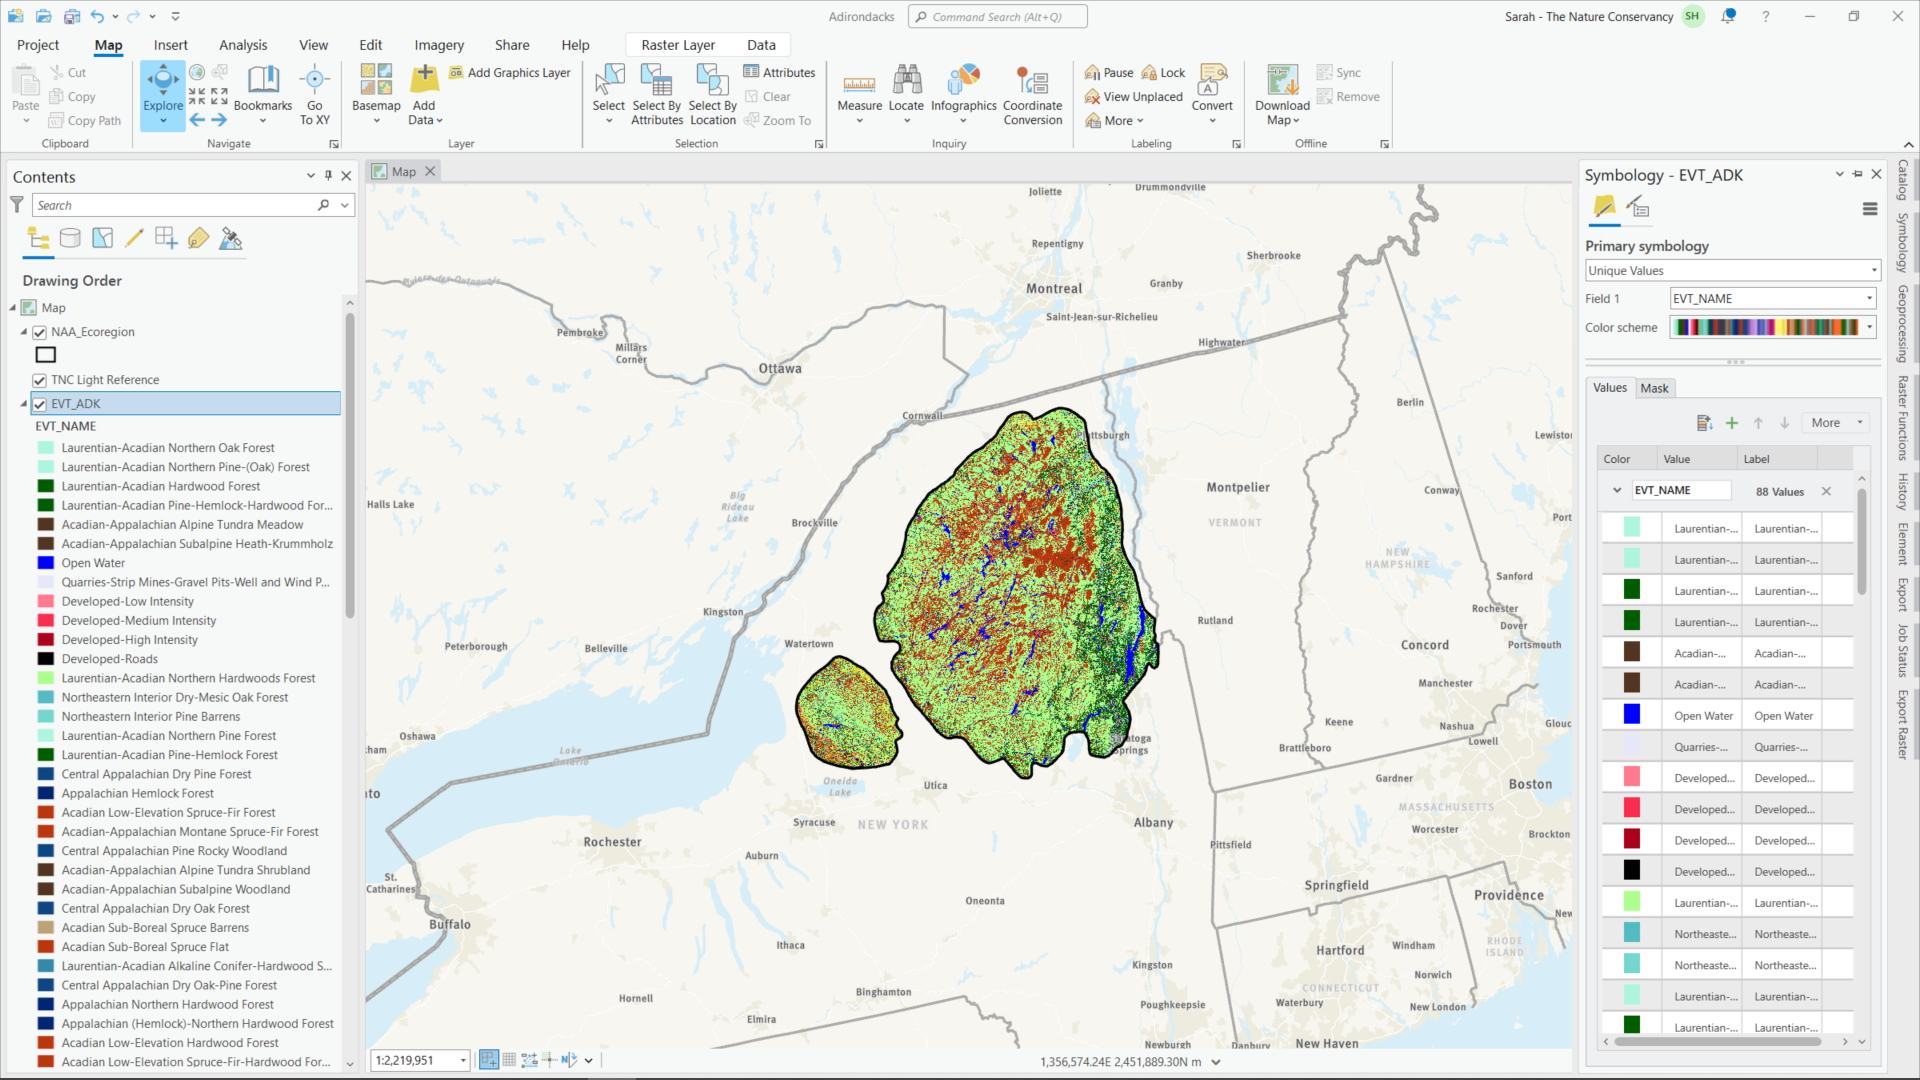 Adirondacks
Command Search (Alt+Q)
Sarah - The Nature Conservancy
SH
?
Project
Map
Insert
Analysis
View
Edit
Imagery
Share
Help
Raster Layer
Data
Paste
Cut
Copy
Copy Path
Clipboard
Explore
Bookmarks
Go
To XY
Navigate
Basemap
Add
Data
Add Graphics Layer
Layer
Select
Select By
Attributes
Select By
Location
Attributes
Clear
Zoom To
Selection
Measure
Locate
Infographics
Coordinate
Conversion
Inquiry
Pause
Lock
View Unplaced
More
Convert
Labeling
Download
Map
Sync
Remove
Offline
Contents
Search
Drawing Order
Map
NAA_Ecoregion
TNC Light Reference
EVT_ADK
EVT_NAME
Laurentian-Acadian Northern Oak Forest
Laurentian-Acadian Northern Pine-(Oak) Forest
Laurentian-Acadian Hardwood Forest
Laurentian-Acadian Pine-Hemlock-Hardwood For...
Acadian-Appalachian Alpine Tundra Meadow
Acadian-Appalachian Subalpine Heath-Krummholz
Open Water
Quarries-Strip Mines-Gravel Pits-Well and Wind P...
Developed-Low Intensity
Developed-Medium Intensity
Developed-High Intensity
Developed-Roads
Laurentian-Acadian Northern Hardwoods Forest
Northeastern Interior Dry-Mesic Oak Forest
Northeastern Interior Pine Barrens
Laurentian-Acadian Northern Pine Forest
Laurentian-Acadian Pine-Hemlock Forest
Central Appalachian Dry Pine Forest
Appalachian Hemlock Forest
Acadian Low-Elevation Spruce-Fir Forest
Acadian-Appalachian Montane Spruce-Fir Forest
Central Appalachian Pine Rocky Woodland
Acadian-Appalachian Alpine Tundra Shrubland
Acadian-Appalachian Subalpine Woodland
Central Appalachian Dry Oak Forest
Acadian Sub-Boreal Spruce Barrens
Acadian Sub-Boreal Spruce Flat
Laurentian-Acadian Alkaline Conifer-Hardwood S...
Central Appalachian Dry Oak-Pine Forest
Appalachian Northern Hardwood Forest
Appalachian (Hemlock)-Northern Hardwood Forest
Acadian Low-Elevation Hardwood Forest
Acadian Low-Elevation Spruce-Fir-Hardwood For...
Map
Joliette
Drummondville
Repentigny
Sherbrooke
Montreal
Granby
Saint-Jean-sur-Richelieu
Pembroke
Millars
Corner
Highwater
Ottawa
Cornwall
Berlin
Plattsburgh
Lewiston
Halls Lake
Big
Rideau
Lake
Montpelier
Conway
Brockville
VERMONT
Port
NEW
HAMPSHIRE
Sanford
Kingston
Rochester
Rutland
Dover
Peterborough
Belleville
Watertown
Concord
Portsmouth
Manchester
Keene
Nashua
Glouc
Oshawa
ham
Lake
Ontario
Saratoga
Springs
Brattleboro
Lowell
Oneida
Lake
Utica
Gardner
Boston
nto
MASSACHUSETTS
Syracuse
NEW YORK
Albany
Worcester
Brockton
Rochester
Pittsfield
Auburn
St.
Catharines
Springfield
Providence
Oneonta
New
Buffalo
Ithaca
Hartford
Windham
RHODE
ISLAND
Kingston
Norwich
Hornell
Binghamton
Poughkeepsie
CONNECTICUT
Waterbury
New London
Elmira
Newburgh
Danbury
New Haven
1:2,219,951
1,356,574.24E 2,451,889.30N m
Symbology - EVT_ADK
Primary symbology
Unique Values
Field 1
EVT_NAME
Color scheme
Values
Mask
More
Color
Value
Label
EVT_NAME
88 Values
Laurentian-...
Laurentian-...
Laurentian-...
Laurentian-...
Laurentian-...
Laurentian-...
Laurentian-...
Laurentian-...
Acadian-...
Acadian-...
Acadian-...
Acadian-...
Open Water
Open Water
Quarries-...
Quarries-...
Developed...
Developed...
Developed...
Developed...
Developed...
Developed...
Developed...
Developed...
Laurentian-...
Laurentian-...
Northeaste...
Northeaste...
Northeaste...
Northeaste...
Laurentian-...
Laurentian-...
Laurentian-...
Laurentian-...
Catalog
Symbology
Geoprocessing
Raster Functions
History
Element
Export
Job Status
Export Raster